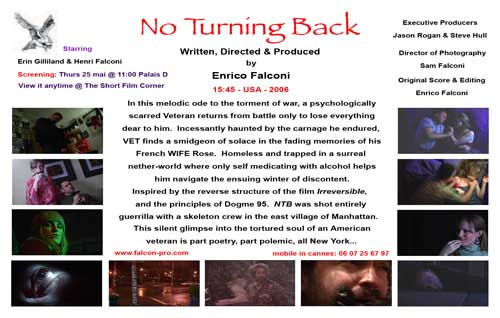 No Turning Back
Written, Directed & Produced
by
Enrico Falconi
15:45 - USA - 2006
Starring
Erin Gilliland & Henri Falconi
Screening: Thurs 25 mai @ 11:00 Palais D
View it anytime @ The Short Film Corner
Executive Producers
Jason Rogan & Steve Hull
Director of Photography
Sam Falconi
Original Score & Editing
Enrico Falconi
In this melodic ode to the torment of war, a psychologically
scarred Veteran returns from battle only to lose everything
dear to him. Incessantly haunted by the carnage he endured,
VET finds a smidgeon of solace in the fading memories of his
French WIFE Rose. Homeless and trapped in a surreal
nether-world where only self medicating with alcohol helps
him navigate the ensuing winter of discontent.
Inspired by the reverse structure of the film Irreversible,
and the principles of Dogme 95. NTB was shot entirely
guerrilla with a skeleton crew in the east village of Manhattan.
This silent glimpse into the tortured soul of an American
veteran is part poetry, part polemic, all New York...
www.falcon-pro.com
mobile in cannes: 06 07 25 67 97